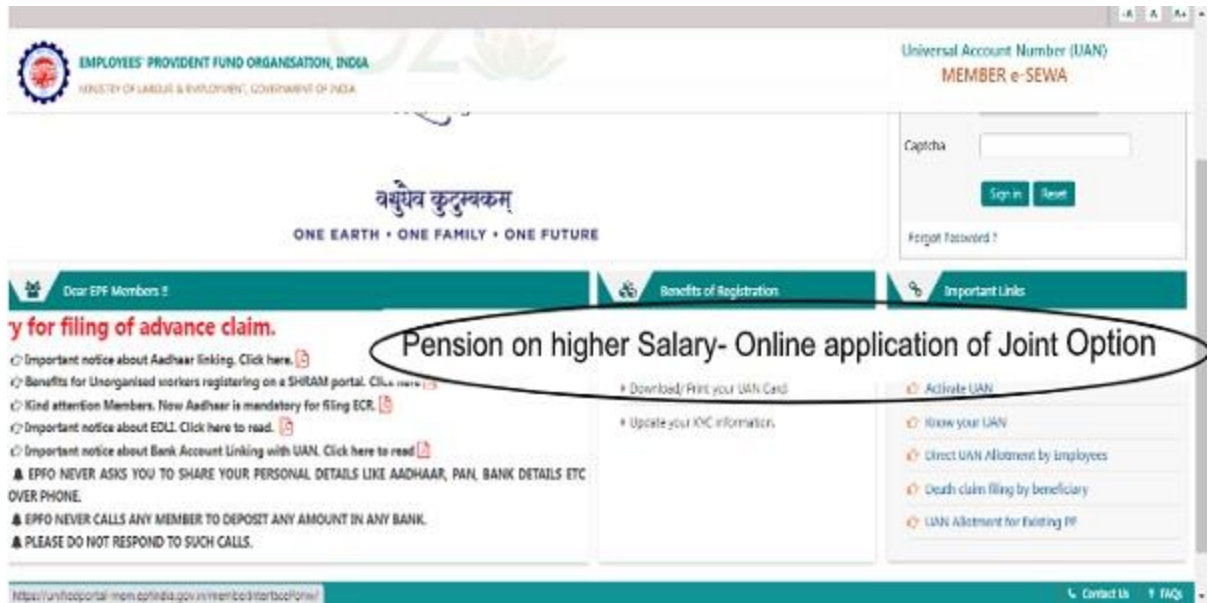 -A A A+
EMPLOYEES' PROVIDENT FUND ORGANISATION, INDIA
MINISTRY OF LABOUR & EMPLOYMENT, GOVERNMENT OF INDIA
Universal Account Number (UAN)
MEMBER e-SEWA
Captcha
Sign in Reset
वसुधैव कुटुम्बकम्
ONE EARTH • ONE FAMILY • ONE FUTURE
Forgot Password ?
Dear EPF Members !!
Benefits of Registration
Important Links
y for filing of advance claim.
Pension on higher Salary- Online application of Joint Option
Important notice about Aadhaar linking. Click here.
Benefits for Unorganised workers registering on e SHRAM portal. Click here
Kind attention Members. Now Aadhaar is mandatory for filing ECR.
Important notice about EDLI. Click here to read.
Important notice about Bank Account Linking with UAN. Click here to read
EPFO NEVER ASKS YOU TO SHARE YOUR PERSONAL DETAILS LIKE AADHAAR, PAN, BANK DETAILS ETC
OVER PHONE.
EPFO NEVER CALLS ANY MEMBER TO DEPOSIT ANY AMOUNT IN ANY BANK.
PLEASE DO NOT RESPOND TO SUCH CALLS.
Download/ Print your UAN Card.
Update your KYC information.
Activate UAN
Know your UAN
Direct UAN Allotment by Employees
Death claim filing by beneficiary
UAN Allotment for Existing PF
Contact Us
FAQs